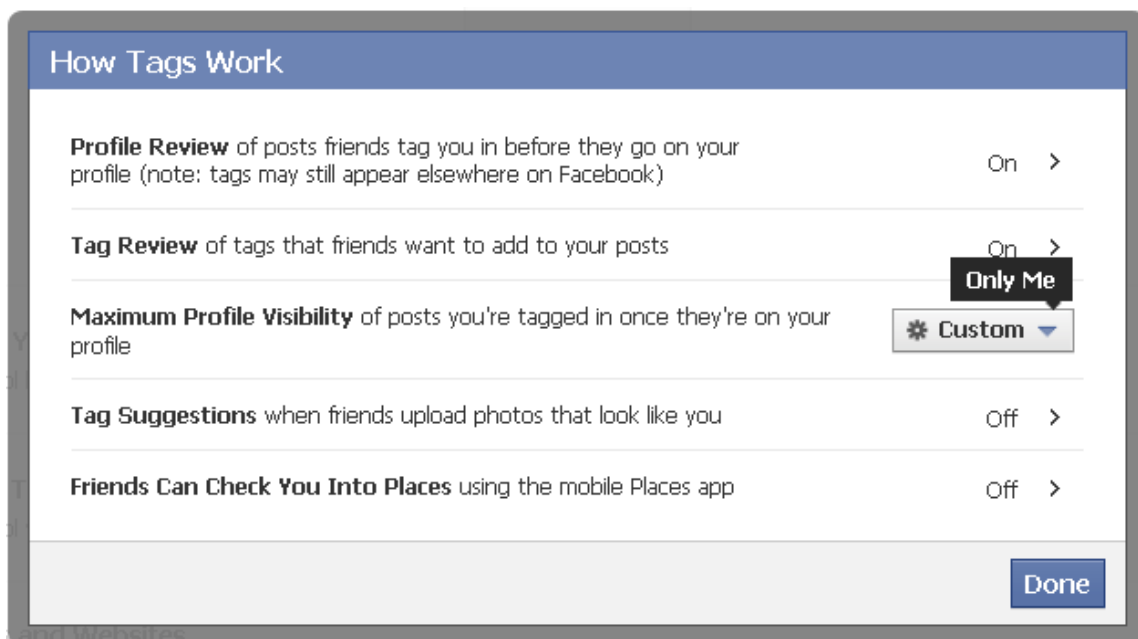 How Tags Work
Profile Review of posts friends tag you in before they go on your
profile (note: tags may still appear elsewhere on Facebook)
On
Tag Review of tags that friends want to add to your posts
On
Only Me
Maximum Profile Visibility of posts you're tagged in once they're on your
profile
Custom
Tag Suggestions when friends upload photos that look like you
Off
Friends Can Check You Into Places using the mobile Places app
Off
Done
and Websites